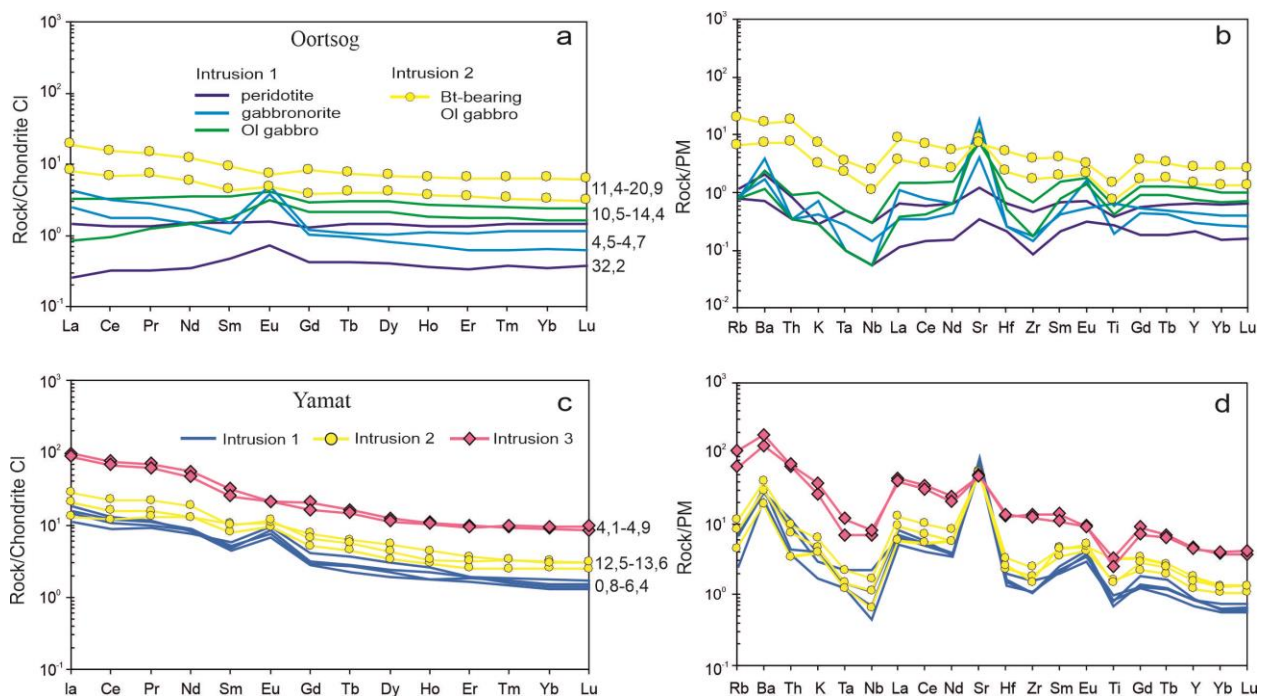 a
Oortsog
Intrusion 1
peridotite
gabbronorite
Ol gabbro
Intrusion 2
Bt-bearing
Ol gabbro
Rock/Chondrite CI
10³
10²
10¹
10⁰
10⁻¹
11,4-20,9
10,5-14,4
4,5-4,7
32,2
La Ce Pr Nd Sm Eu Gd Tb Dy Ho Er Tm Yb Lu
b
Rock/PM
10³
10²
10¹
10⁰
10⁻¹
10⁻²
Rb Ba Th K Ta Nb La Ce Nd Sr Hf Zr Sm Eu Ti Gd Tb Y Yb Lu
c
Yamat
Intrusion 1 Intrusion 2 Intrusion 3
Rock/Chondrite CI
10³
10²
10¹
10⁰
10⁻¹
4,1-4,9
12,5-13,6
0,8-6,4
la Ce Pr Nd Sm Eu Gd Tb Dy Ho Er Tm Yb Lu
d
Rock/PM
10³
10²
10¹
10⁰
10⁻¹
Rb Ba Th K Ta Nb La Ce Nd Sr Hf Zr Sm Eu Ti Gd Tb Y Yb Lu